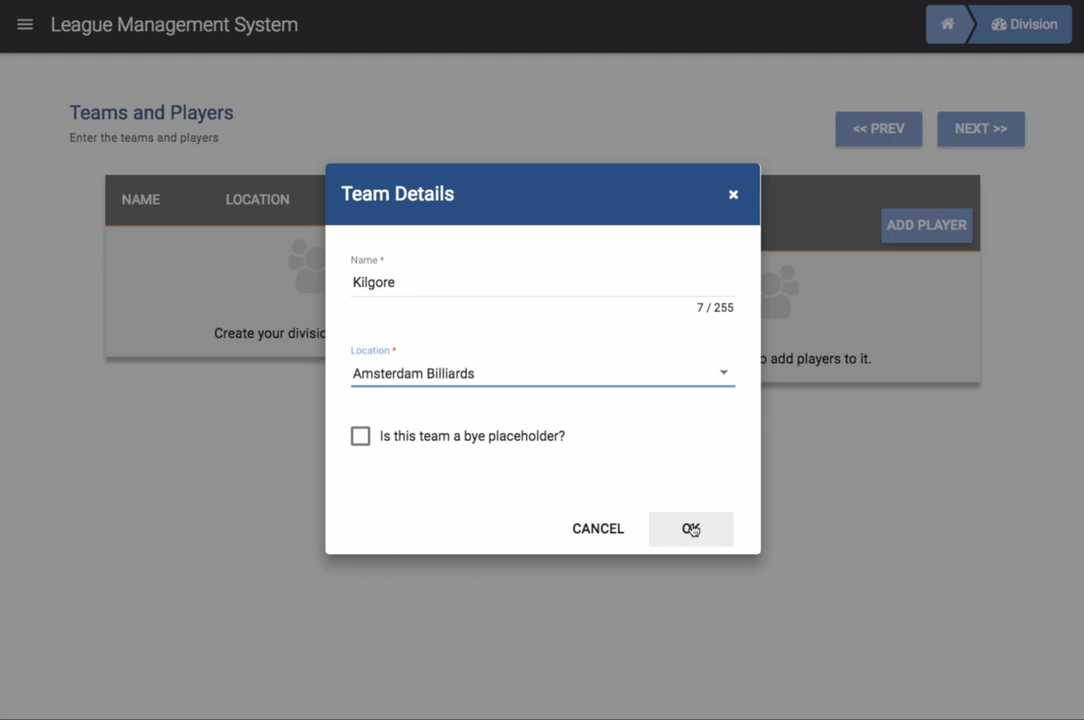 League Management System
Division
Teams and Players
Enter the teams and players
<< PREV
NEXT >>
NAME
LOCATION
ADD PLAYER
Team Details
Name *
Kilgore
7 / 255
Location *
Amsterdam Billiards
Is this team a bye placeholder?
CANCEL
OK
Create your divisio
o add players to it.